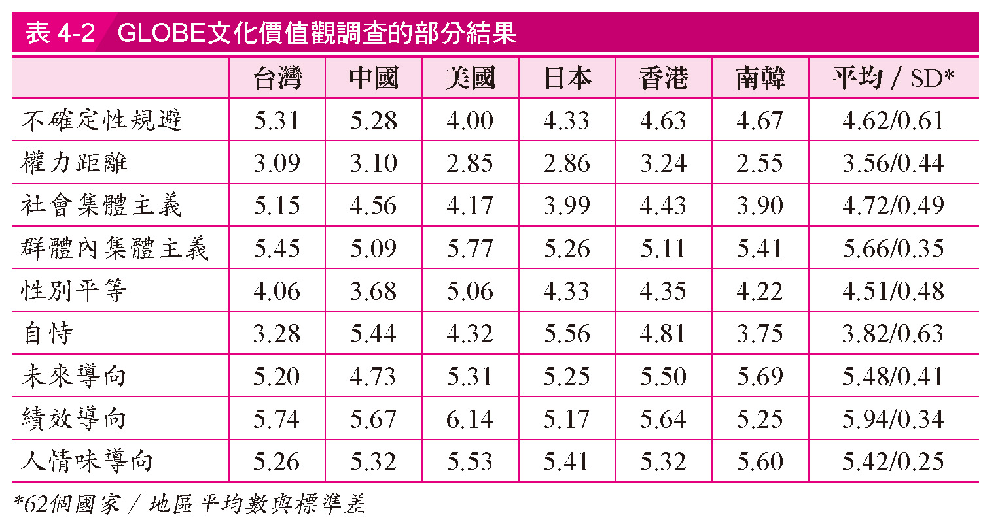 表 4-2 GLOBE文化價值觀調查的部分結果
台灣 中國 美國 日本 香港 南韓 平均／SD*
不確定性規避 5.31 5.28 4.00 4.33 4.63 4.67 4.62/0.61
權力距離 3.09 3.10 2.85 2.86 3.24 2.55 3.56/0.44
社會集體主義 5.15 4.56 4.17 3.99 4.43 3.90 4.72/0.49
群體內集體主義 5.45 5.09 5.77 5.26 5.11 5.41 5.66/0.35
性別平等 4.06 3.68 5.06 4.33 4.35 4.22 4.51/0.48
自恃 3.28 5.44 4.32 5.56 4.81 3.75 3.82/0.63
未來導向 5.20 4.73 5.31 5.25 5.50 5.69 5.48/0.41
績效導向 5.74 5.67 6.14 5.17 5.64 5.25 5.94/0.34
人情味導向 5.26 5.32 5.53 5.41 5.32 5.60 5.42/0.25
*62個國家／地區平均數與標準差